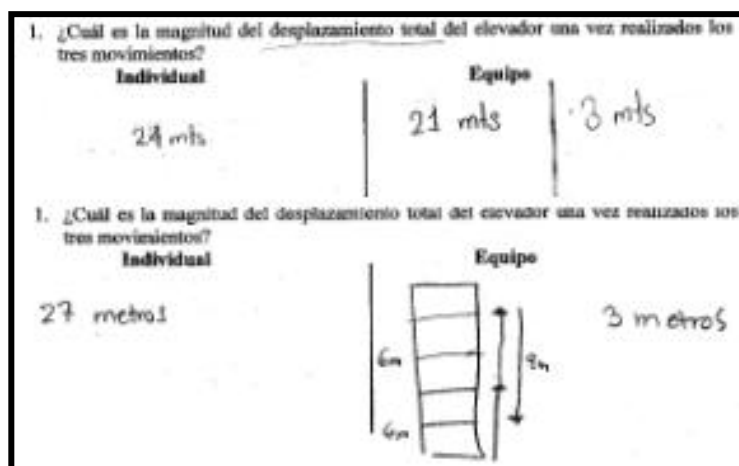 1. ¿Cuál es la magnitud del desplazamiento total del elevador una vez realizados los
tres movimientos?
Individual Equipo
mts 21 mts 3 mts
1. ¿Cuál es la magnitud del desplazamiento total del elevador una vez realizados los
tres movimientos?
Individual Equipo
27 metros 3 metros
6m
6m